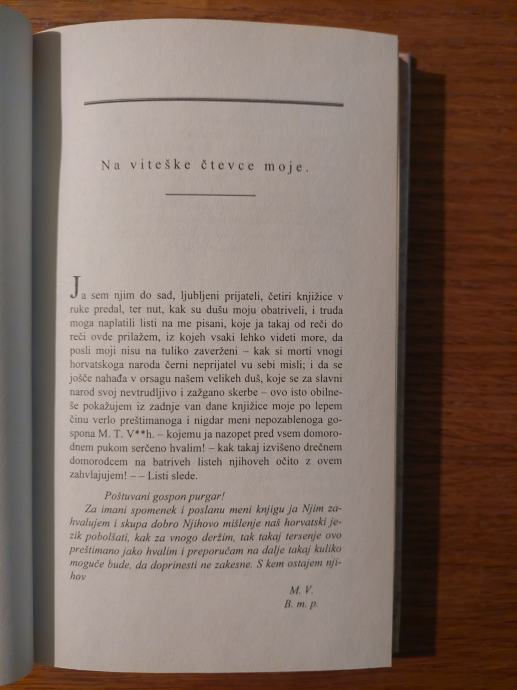 Na viteške čtevce moje.
Ja sem njim do sad, ljubljeni prijateli, četiri knjižice v
ruke predal, ter nut, kak su dušu moju obatriveli, i truda
moga naplatili listi na me pisani, koje ja takaj od reči do
reči ovde prilažem, iz kojeh vsaki lehko videti more, da
posli moji nisu na tuliko zaverženi – kak si morti vnogi
horvatskoga naroda černi neprijatel vu sebi misli; i da se
jošče nahađa v orsagu našem velikeh duš, koje se za slavni
narod svoj nevtrudljivo i zažgano skerbe – ovo isto obilne-
še pokažujem iz zadnje van dane knjižice moje po lepem
činu verlo preštimanoga i nigdar meni nepozablenoga go-
spona M. T. V**h. – kojemu ja nazopet pred vsem domorod-
nem pukom serčeno hvalim! – kak takaj izvišeno drečnem
domorodcem na batriveh listeh njihoveh očito z ovem
zahvlajujem! – – Listi slede.
Poštuvani gospon purgar!
Za imani spomenek i poslanu meni knjigu ja Njim za-
hvalujem i skupa dobro Njihovo mišlenje naš horvatski je-
zik pobolšati, kak za vnogo deržim, tak takaj tersenje ovo
preštimano jako hvalim i preporučam na dalje takaj kuliko
moguče bude, da doprinesti ne zakesne. S kem ostajem nji-
hov
M. V.
B. m. p.